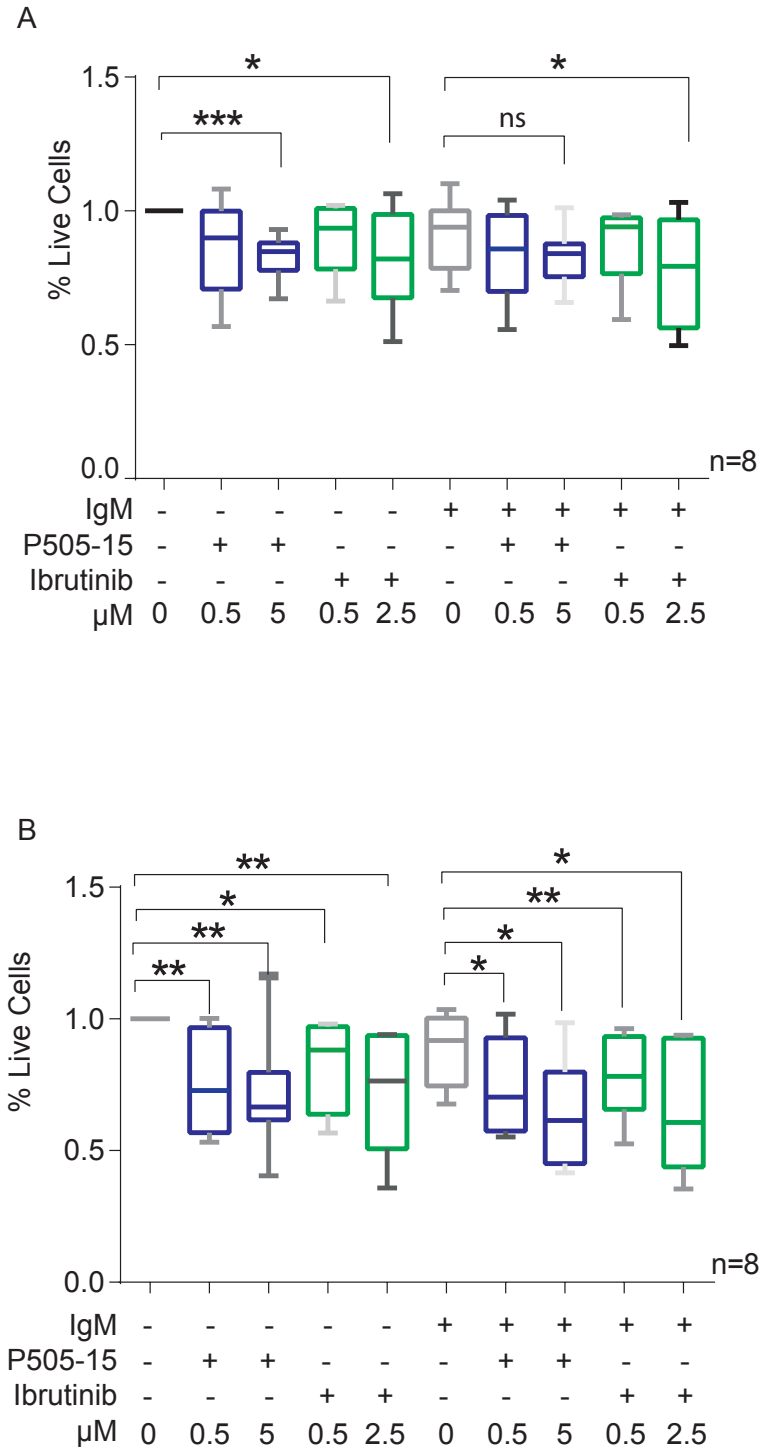 A
1.5
*
*
***
ns
1.0
% Live Cells
0.5
0.0
n=8
IgM - - - - - + + + + +
P505-15 - + + - - - + + - -
Ibrutinib - - - + + - - - + +
µM 0 0.5 5 0.5 2.5 0 0.5 5 0.5 2.5
B
1.5
**
*
*
**
**
*
**
*
1.0
% Live Cells
0.5
0.0
n=8
IgM - - - - - + + + + +
P505-15 - + + - - - + + - -
Ibrutinib - - - + + - - - + +
µM 0 0.5 5 0.5 2.5 0 0.5 5 0.5 2.5